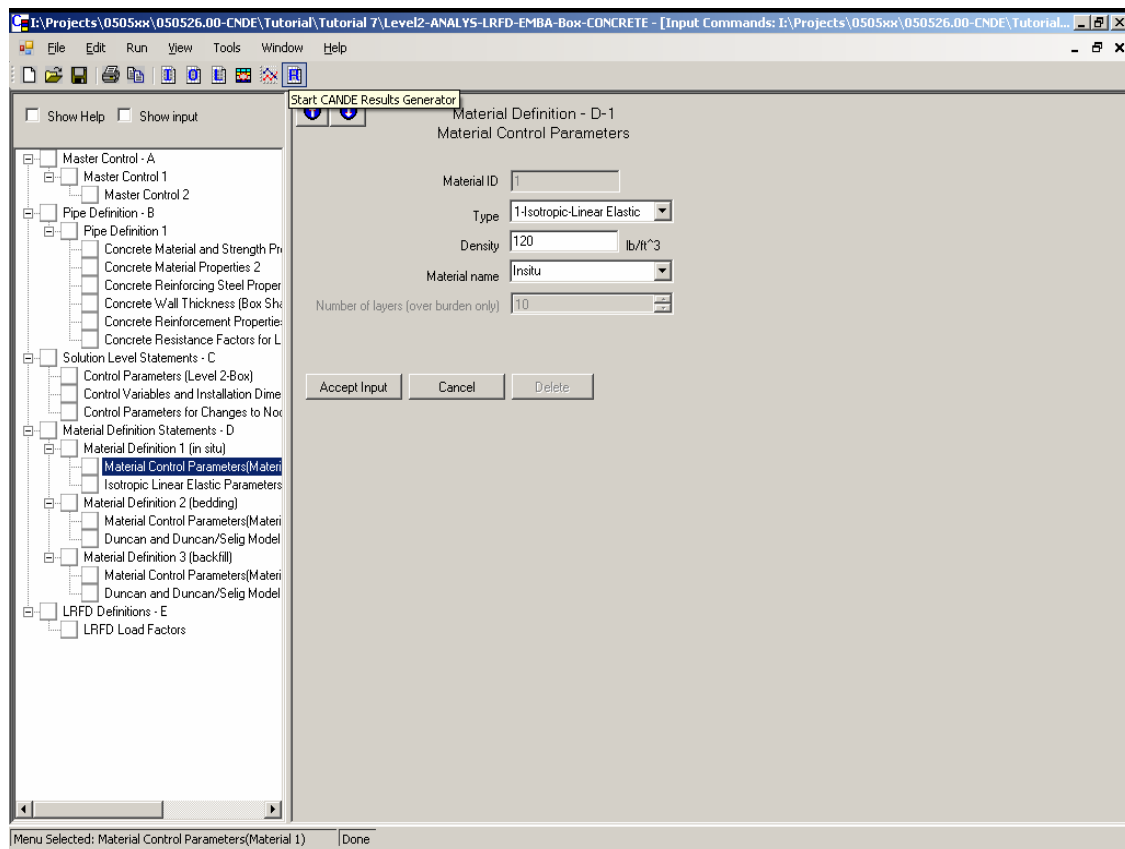 I:\Projects\0505xx\050526.00-CNDE\Tutorial\Tutorial 7\Level2-ANALYS-LRFD-EMBA-Box-CONCRETE - [Input Commands: I:\Projects\0505xx\050526.00-CNDE\Tutorial...
File Edit Run View Tools Window Help
Start CANDE Results Generator
Show Help Show input
Master Control - A
Master Control 1
Master Control 2
Pipe Definition - B
Pipe Definition 1
Concrete Material and Strength Pr
Concrete Material Properties 2
Concrete Reinforcing Steel Proper
Concrete Wall Thickness (Box Sha
Concrete Reinforcement Properties
Concrete Resistance Factors for L
Solution Level Statements - C
Control Parameters (Level 2-Box)
Control Variables and Installation Dime
Control Parameters for Changes to Nod
Material Definition Statements - D
Material Definition 1 (in situ)
Material Control Parameters(Materi
Isotropic Linear Elastic Parameters
Material Definition 2 (bedding)
Material Control Parameters(Materi
Duncan and Duncan/Selig Model
Material Definition 3 (backfill)
Material Control Parameters(Materi
Duncan and Duncan/Selig Model
LRFD Definitions - E
LRFD Load Factors
Material Definition - D-1
Material Control Parameters
Material ID 1
Type 1-Isotropic-Linear Elastic
Density 120 lb/ft^3
Material name Insitu
Number of layers (over burden only) 10
Accept Input Cancel Delete
Menu Selected: Material Control Parameters(Material 1) Done